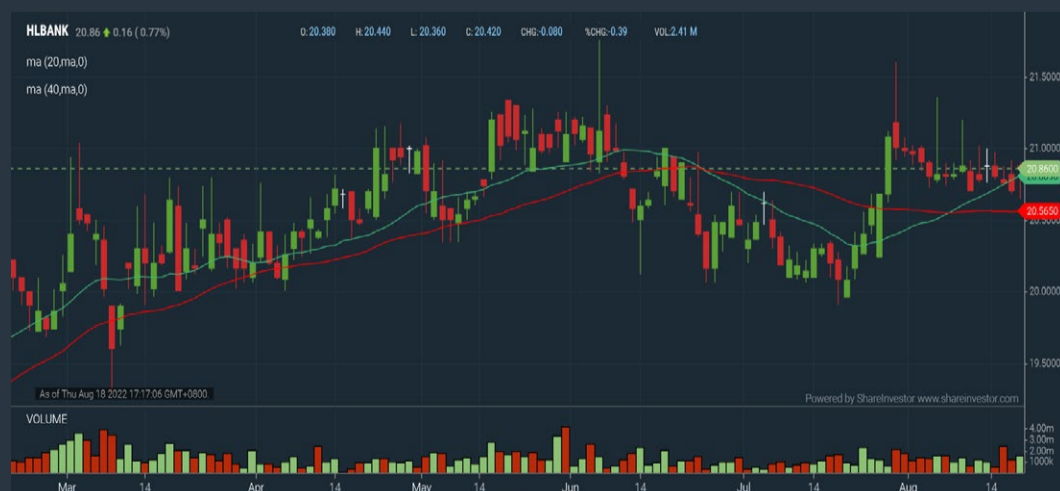 HLBANK 20.86 0.16 ( 0.77%) O: 20.380 H: 20.440 L: 20.360 C: 20.420 CHG:-0.080 %CHG:-0.39 VOL:2.41 M
ma (20,ma,0)
ma (40,ma,0)
21.5000
21.0000
20.8600
20.5650
20.0000
19.5000
As of Thu Aug 18 2022 17:17:06 GMT+0800.
Powered by ShareInvestor www.shareinvestor.com
VOLUME
4.00m
3.00m
2.00m
1000k
Mar 14 Apr 14 May 14 Jun 14 Jul 14 Aug 14